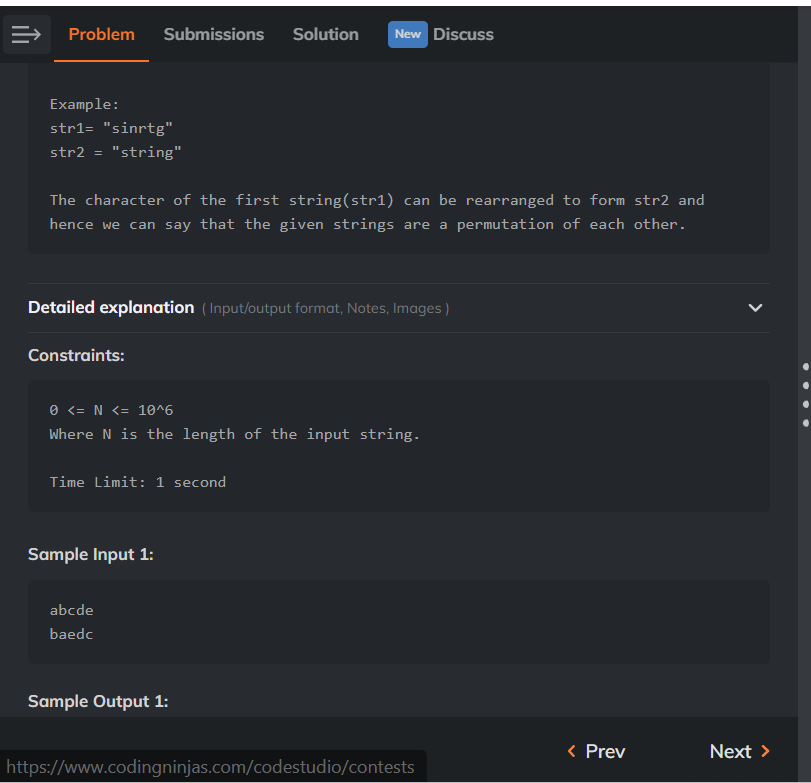 Problem Submissions Solution New Discuss
Example:
str1= "sinrtg"
str2 = "string"
The character of the first string(str1) can be rearranged to form str2 and
hence we can say that the given strings are a permutation of each other.
Detailed explanation ( Input/output format, Notes, Images )
Constraints:
0 <= N <= 10^6
Where N is the length of the input string.
Time Limit: 1 second
Sample Input 1:
abcde
baedc
Sample Output 1:
Prev Next
https://www.codingninjas.com/codestudio/contests